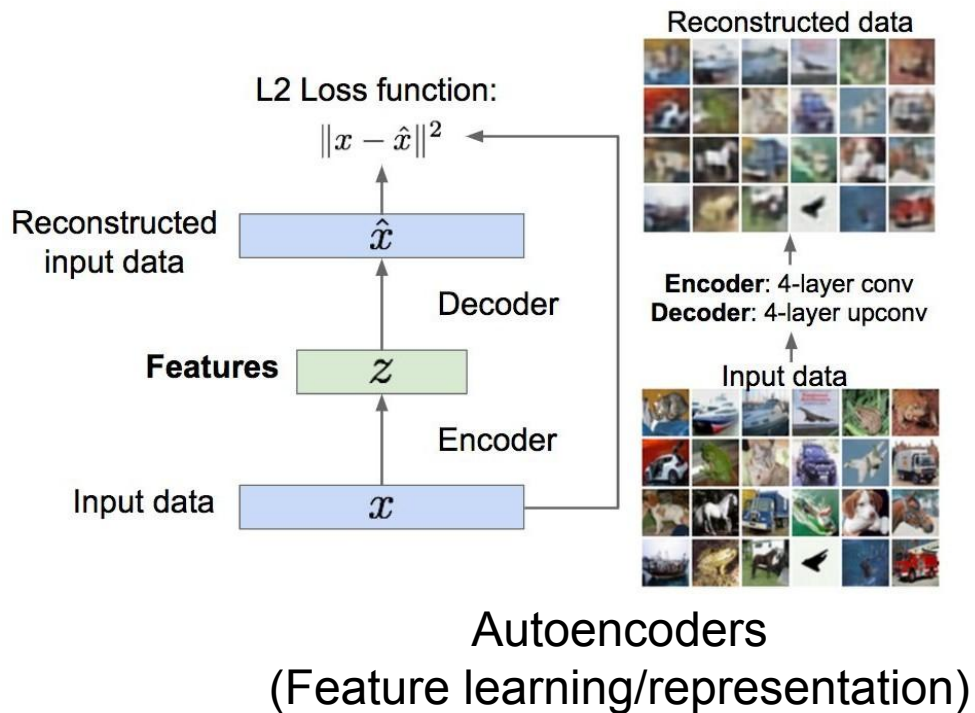 L2 Loss function:
‖x − x̂‖²
Reconstructed
input data
x̂
Decoder
Features
z
Encoder
Input data
x
Reconstructed data
Encoder: 4-layer conv
Decoder: 4-layer upconv
Input data
Autoencoders
(Feature learning/representation)